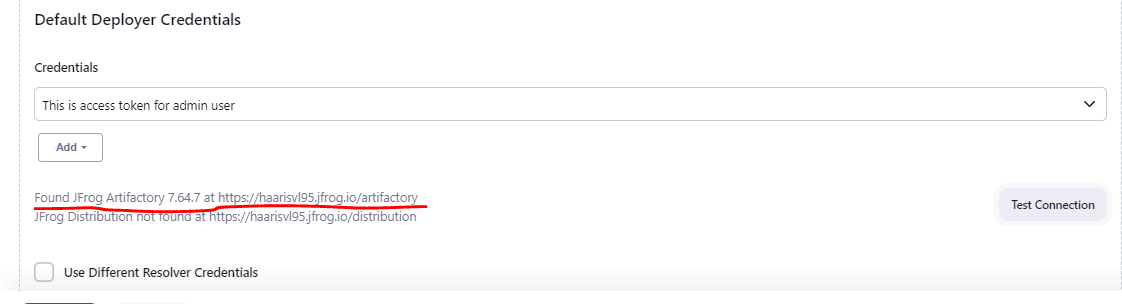 Default Deployer Credentials
Credentials
This is access token for admin user
Add
Found JFrog Artifactory 7.64.7 at https://haarisvl95.jfrog.io/artifactory
JFrog Distribution not found at https://haarisvl95.jfrog.io/distribution
Test Connection
Use Different Resolver Credentials